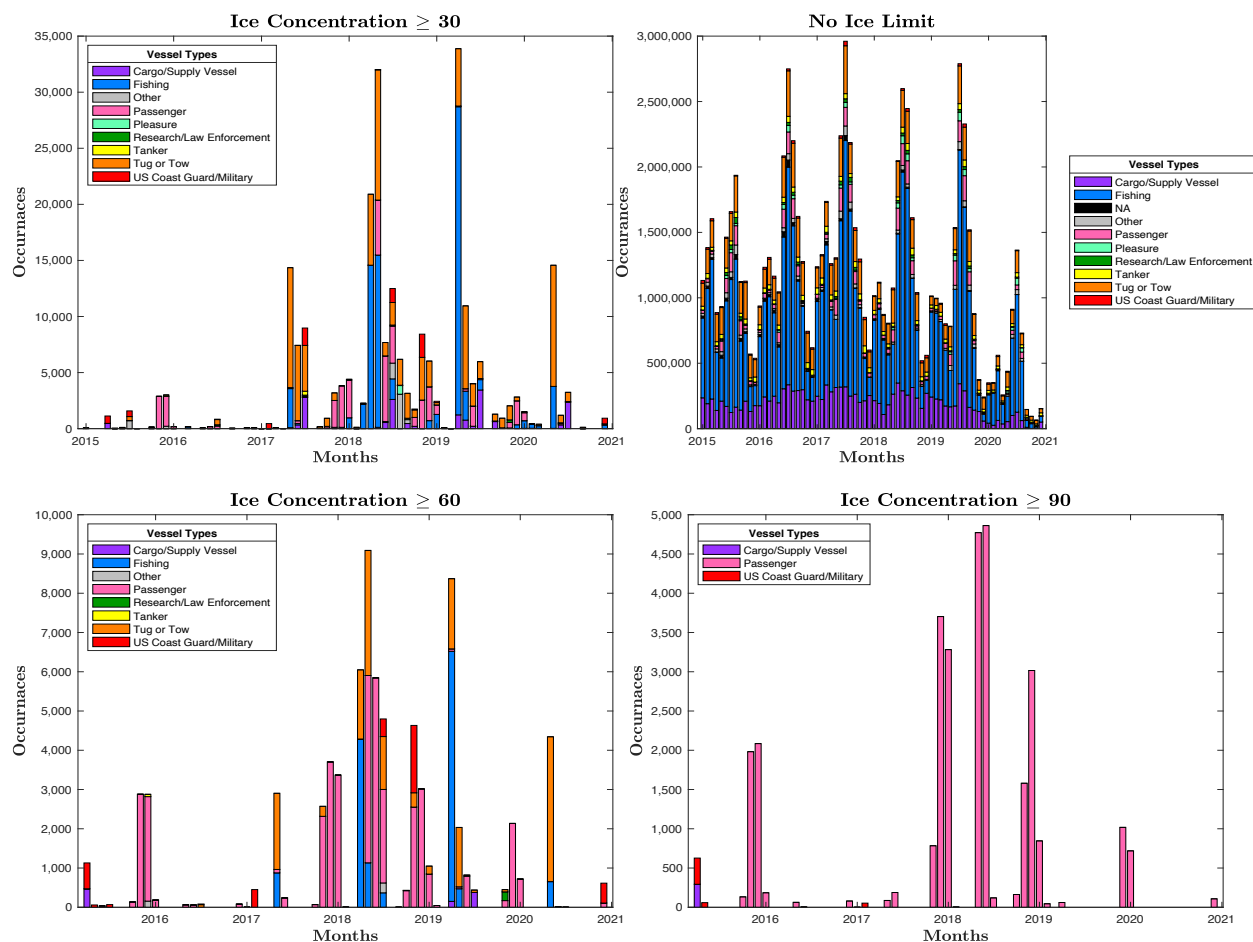 Ice Concentration ≥ 30
35,000
30,000
25,000
20,000
15,000
10,000
5,000
0
Occurnaces
2015 2016 2017 2018 2019 2020 2021
Months
Vessel Types
Cargo/Supply Vessel
Fishing
Other
Passenger
Pleasure
Research/Law Enforcement
Tanker
Tug or Tow
US Coast Guard/Military
No Ice Limit
3,000,000
2,500,000
2,000,000
1,500,000
1,000,000
500,000
0
Occurances
2015 2016 2017 2018 2019 2020 2021
2015 2016 2017 2018 2019 2020 2021
Months
Vessel Types
Cargo/Supply Vessel
Fishing
NA
Other
Passenger
Pleasure
Research/Law Enforcement
Tanker
Tug or Tow
US Coast Guard/Military
Ice Concentration ≥ 60
10,000
9,000
8,000
7,000
6,000
5,000
4,000
3,000
2,000
1,000
0
Occurnaces
2016 2017 2018 2019 2020 2021
Months
Vessel Types
Cargo/Supply Vessel
Fishing
Other
Passenger
Research/Law Enforcement
Tanker
Tug or Tow
US Coast Guard/Military
Ice Concentration ≥ 90
5,000
4,500
4,000
3,500
3,000
2,500
2,000
1,500
1,000
500
0
Occurnaces
2016 2017 2018 2019 2020 2021
Months
Vessel Types
Cargo/Supply Vessel
Passenger
US Coast Guard/Military